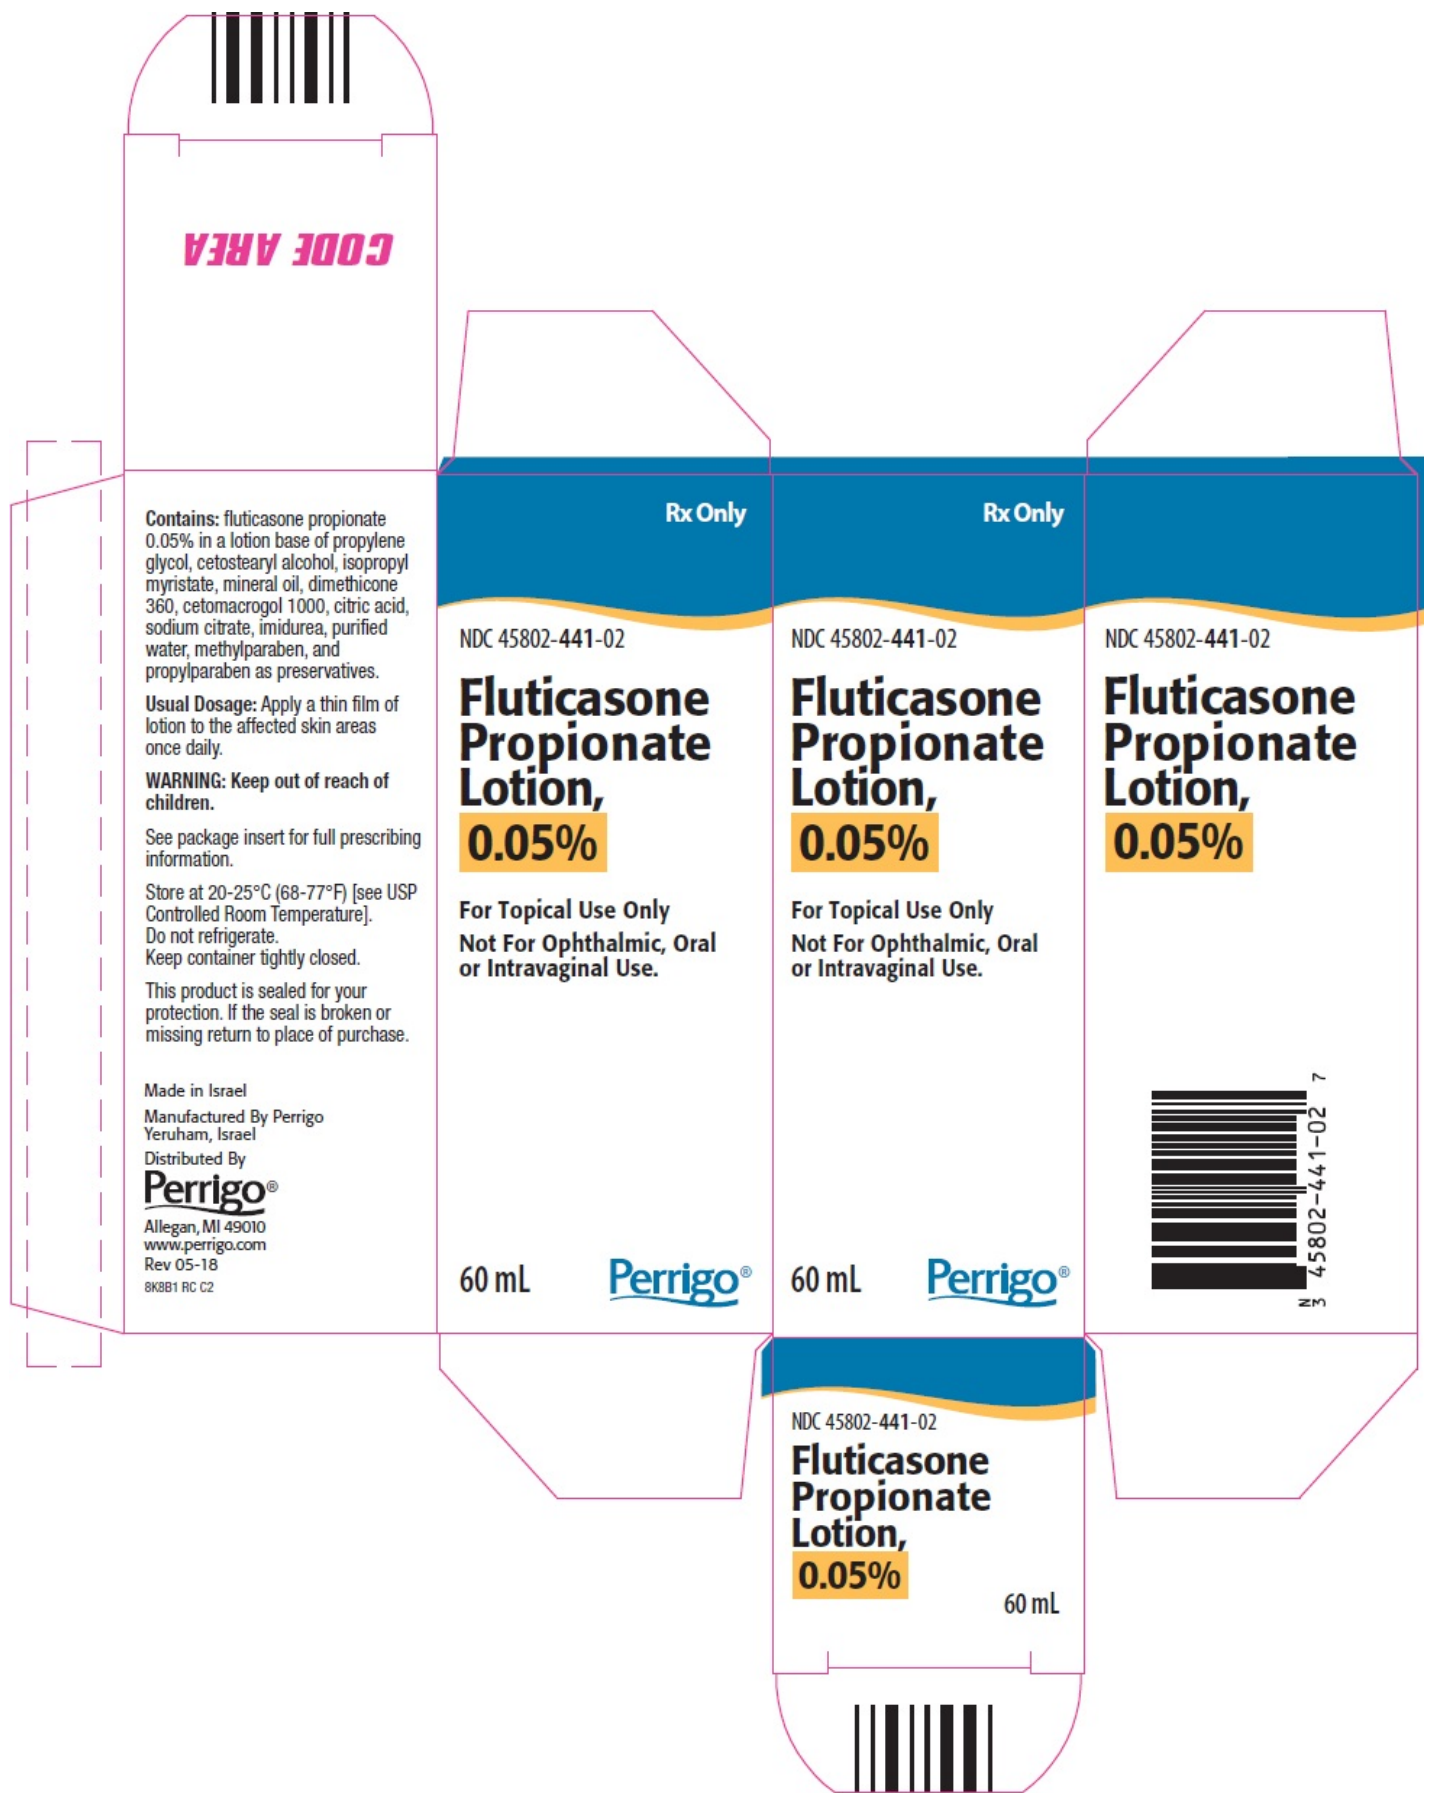 CODE AREA
Contains: fluticasone propionate
0.05% in a lotion base of propylene
glycol, cetostearyl alcohol, isopropyl
myristate, mineral oil, dimethicone
360, cetomacrogol 1000, citric acid,
sodium citrate, imidurea, purified
water, methylparaben, and
propylparaben as preservatives.
Usual Dosage: Apply a thin film of
lotion to the affected skin areas
once daily.
WARNING: Keep out of reach of
children.
See package insert for full prescribing
information.
Store at 20-25°C (68-77°F) [see USP
Controlled Room Temperature].
Do not refrigerate.
Keep container tightly closed.
This product is sealed for your
protection. If the seal is broken or
missing return to place of purchase.
Made in Israel
Manufactured By Perrigo
Yeruham, Israel
Distributed By
Perrigo®
Allegan, MI 49010
www.perrigo.com
Rev 05-18
8K8B1 RC C2
Rx Only
NDC 45802-441-02
Fluticasone
Propionate
Lotion,
0.05%
For Topical Use Only
Not For Ophthalmic, Oral
or Intravaginal Use.
60 mL
Perrigo®
Rx Only
NDC 45802-441-02
Fluticasone
Propionate
Lotion,
0.05%
For Topical Use Only
Not For Ophthalmic, Oral
or Intravaginal Use.
60 mL
Perrigo®
NDC 45802-441-02
Fluticasone
Propionate
Lotion,
0.05%
N
3 45802-441-02 7
NDC 45802-441-02
Fluticasone
Propionate
Lotion,
0.05%
60 mL